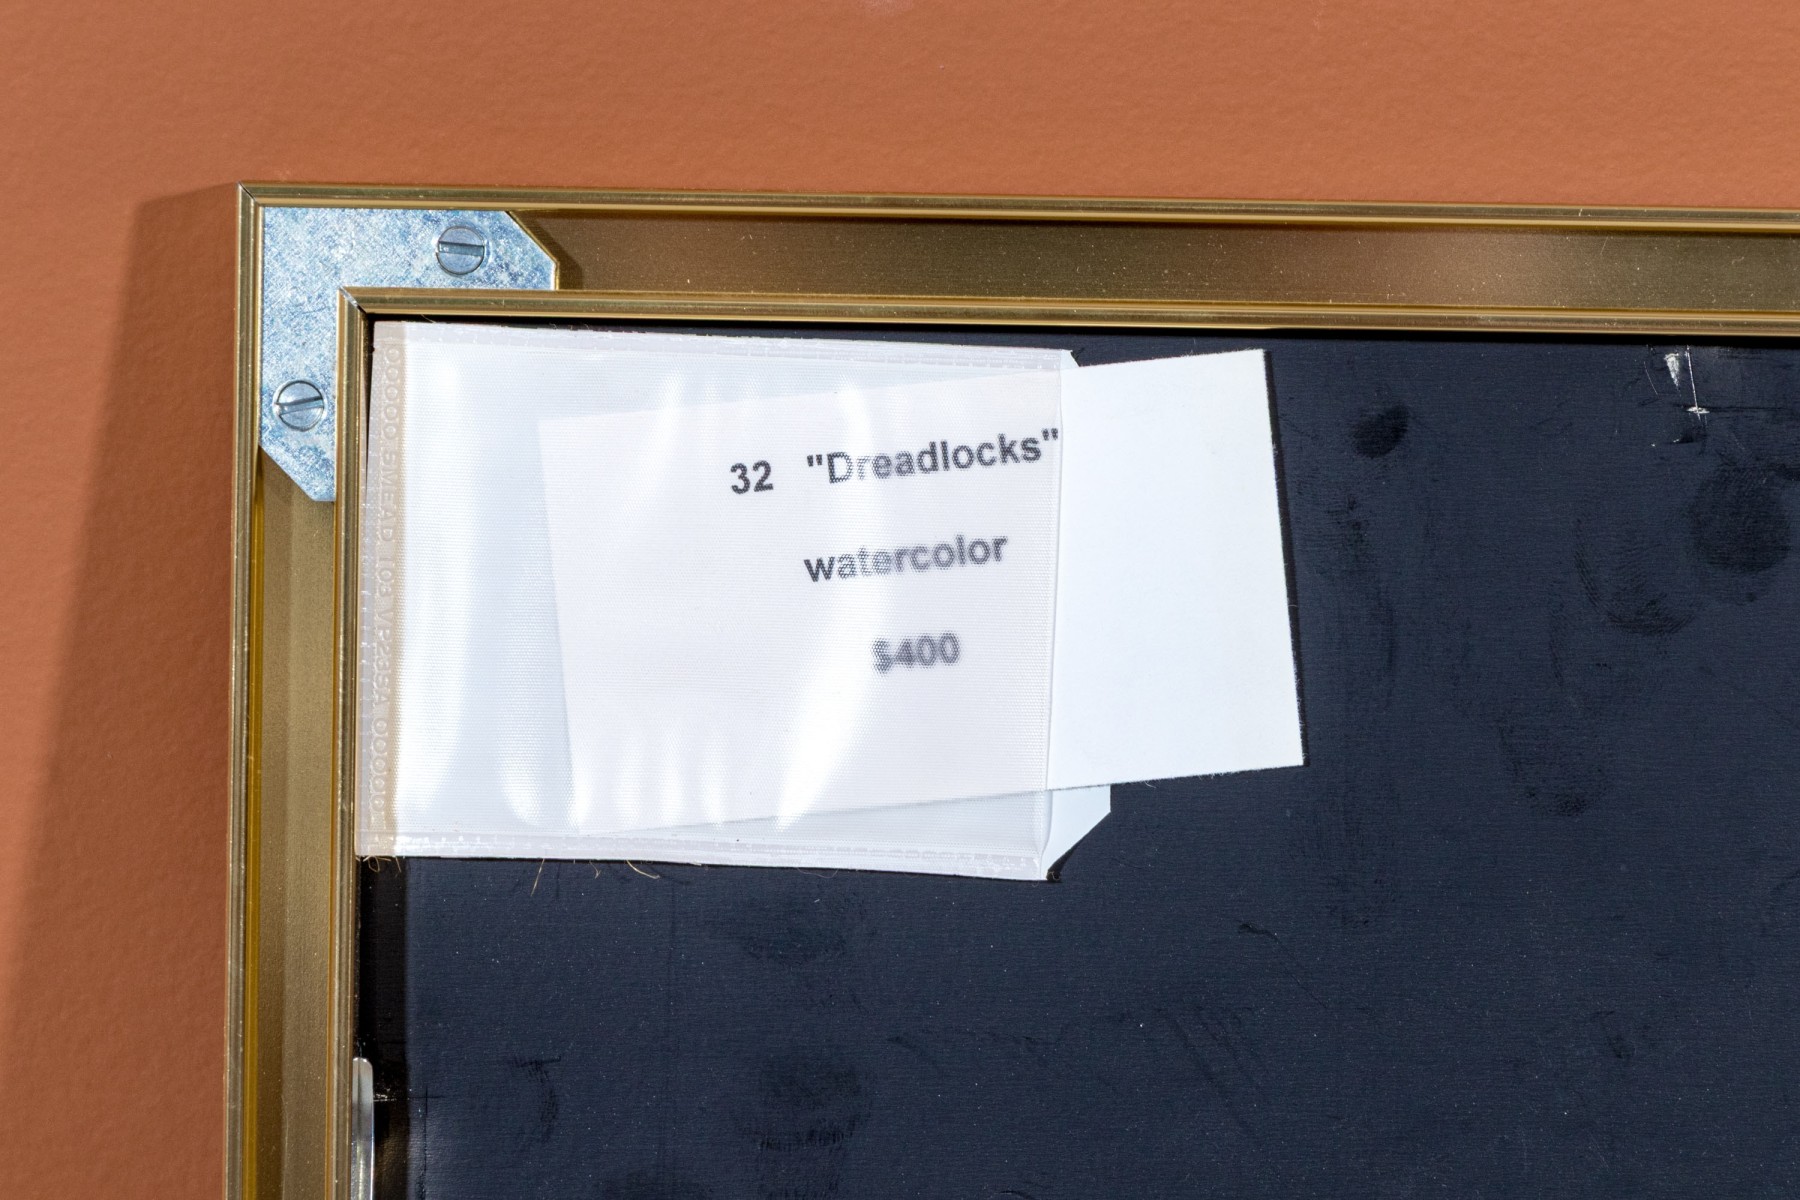 32 "Dreadlocks"
watercolor
$400